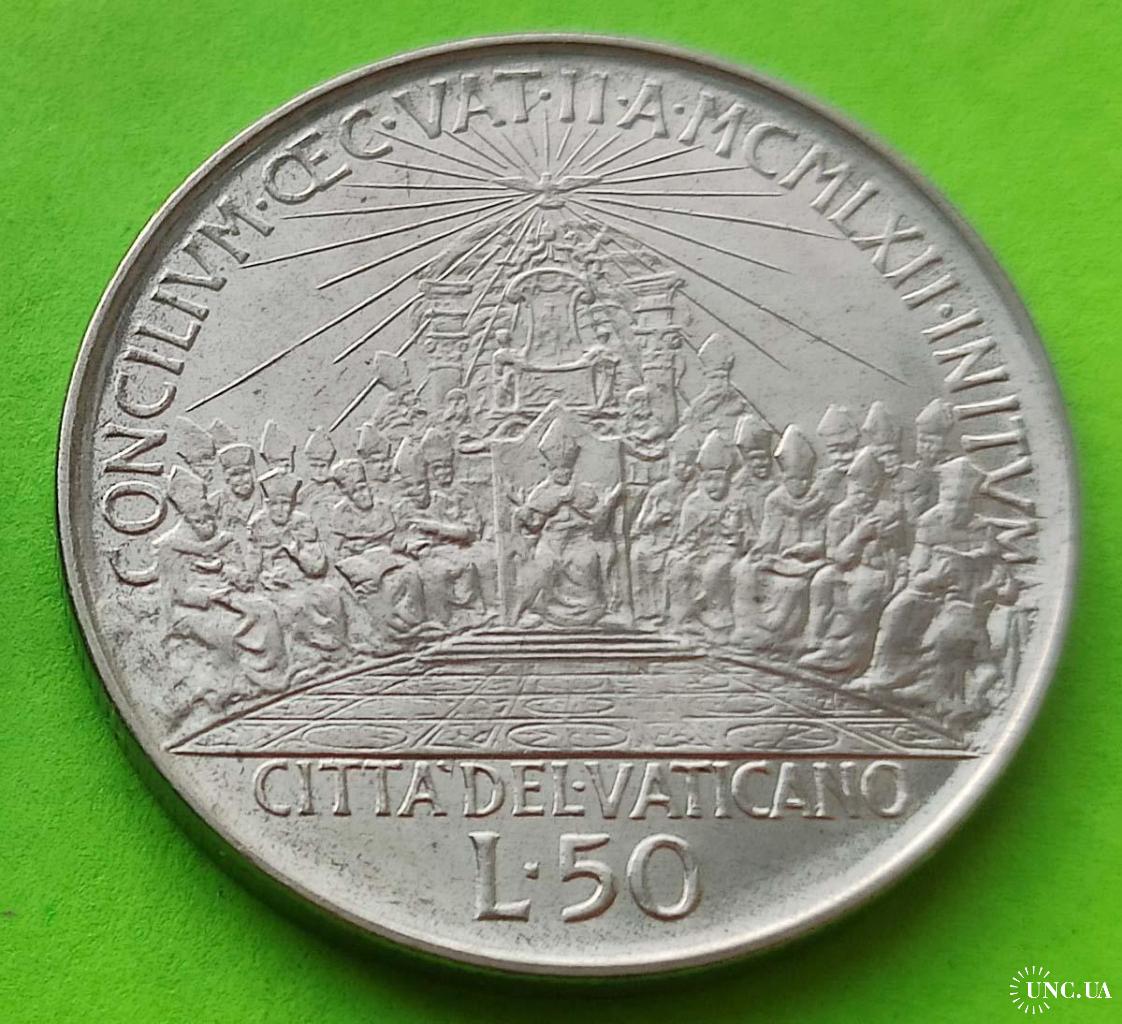 CONCILIVM·ŒC·VAT·II·A·MCMLXII·INITVM
CITTA'DEL·VATICANO
L·50
UNC.UA